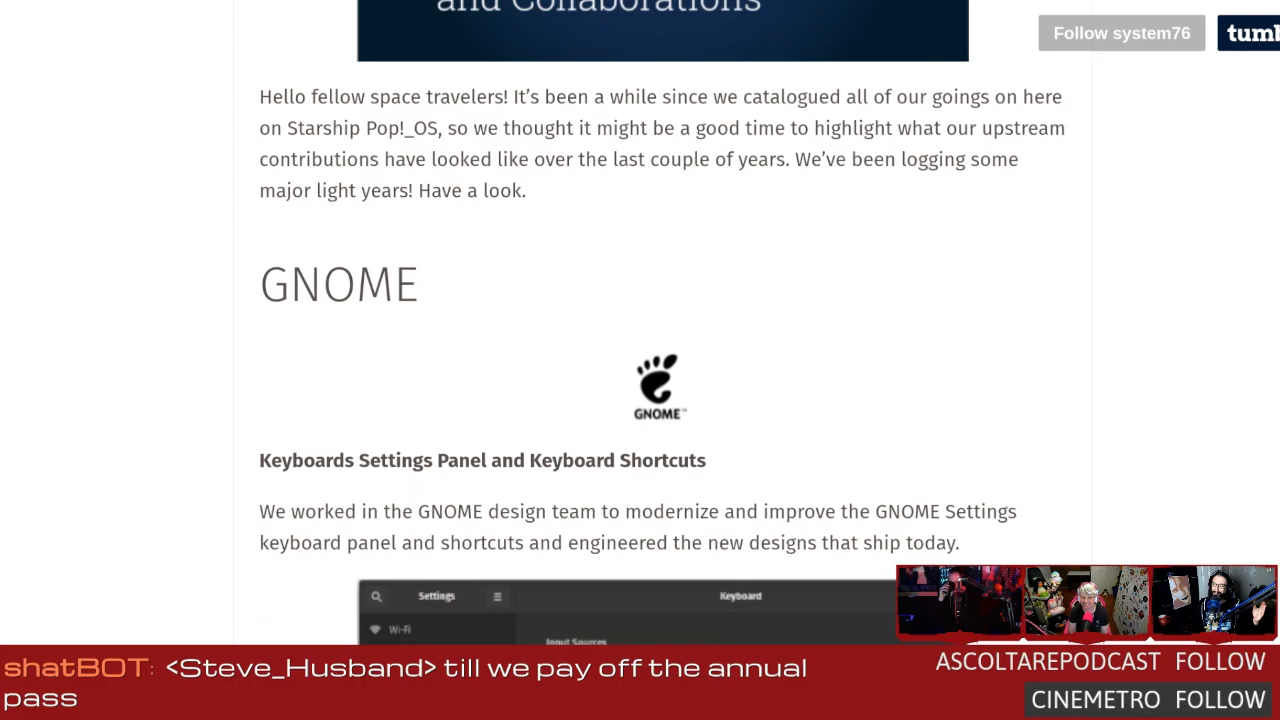 and Collaborations
Follow system76
tumb
Hello fellow space travelers! It’s been a while since we catalogued all of our goings on here
on Starship Pop!_OS, so we thought it might be a good time to highlight what our upstream
contributions have looked like over the last couple of years. We’ve been logging some
major light years! Have a look.
GNOME
GNOME™
Keyboards Settings Panel and Keyboard Shortcuts
We worked in the GNOME design team to modernize and improve the GNOME Settings
keyboard panel and shortcuts and engineered the new designs that ship today.
Settings
Keyboard
Wi-Fi
Input Sources
shatBOT: <Steve_Husband> till we pay off the annual
pass
ASCOLTAREPODCAST FOLLOW
CINEMETRO FOLLOW